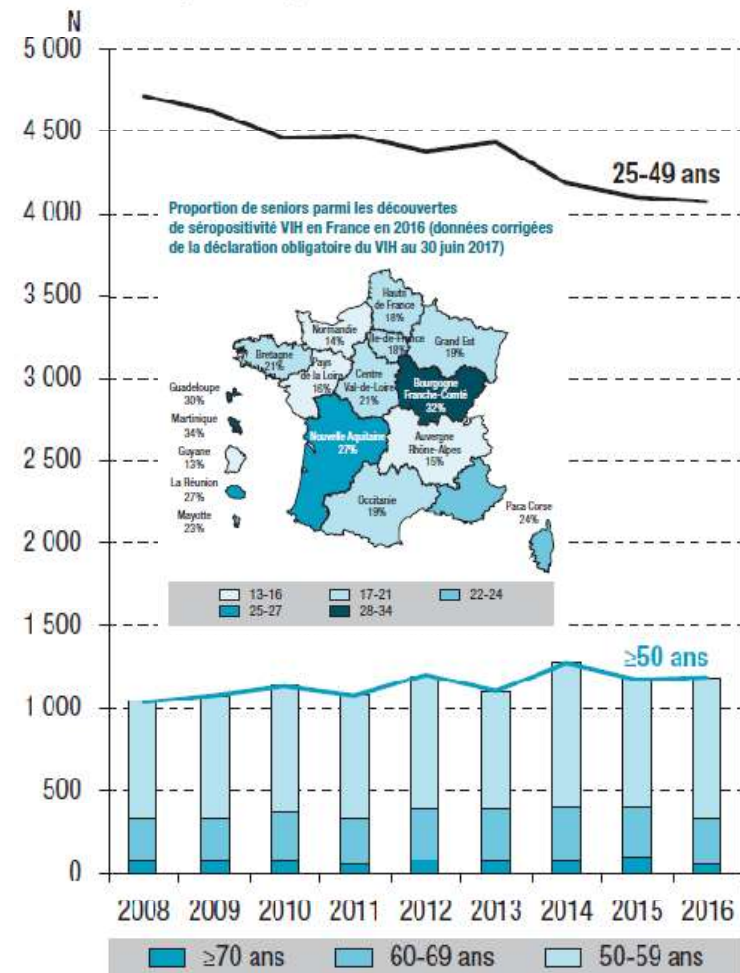 N
5 000
4 500
4 000
3 500
3 000
2 500
2 000
1 500
1 000
500
0
25-49 ans
Proportion de seniors parmi les découvertes
de séropositivité VIH en France en 2016 (données corrigées
de la déclaration obligatoire du VIH au 30 juin 2017)
Hauts
de France
18%
Normandie
14%
Ile-de-France
18%
Grand Est
19%
Bretagne
21%
Pays
de la Loire
16%
Centre
Val-de-Loire
21%
Bourgogne
Franche-Comté
32%
Guadeloupe
30%
Martinique
34%
Guyane
13%
La Réunion
27%
Mayotte
23%
Nouvelle Aquitaine
27%
Auvergne
Rhône-Alpes
15%
Occitanie
19%
Paca Corse
24%
13-16
17-21
22-24
25-27
28-34
≥50 ans
2008 2009 2010 2011 2012 2013 2014 2015 2016
≥70 ans
60-69 ans
50-59 ans